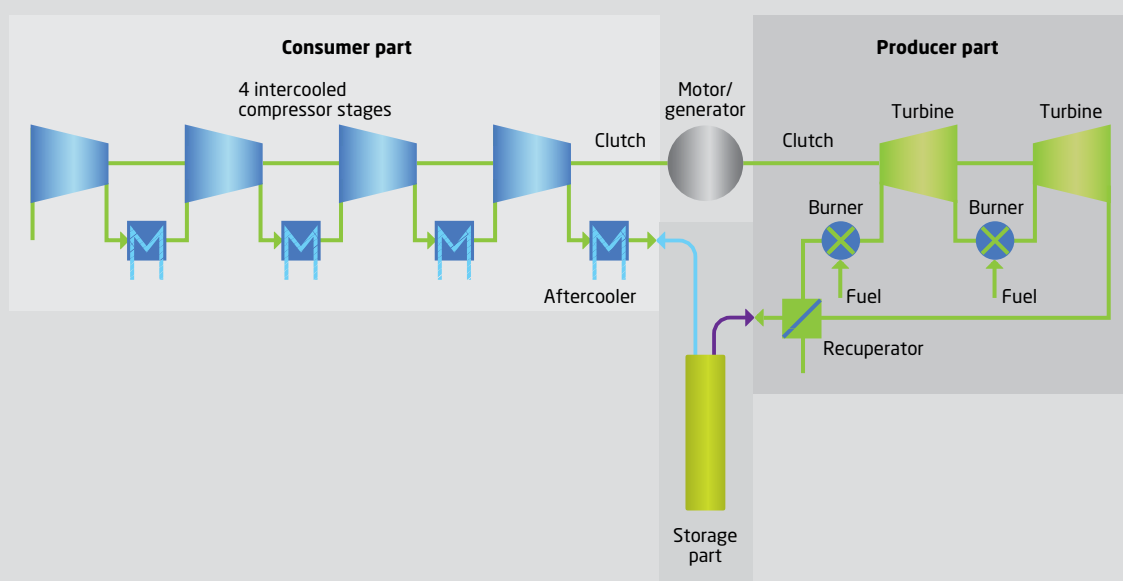 Consumer part
Producer part
4 intercooled
compressor stages
Motor/
generator
Turbine
Turbine
Clutch
Clutch
Burner
Burner
Aftercooler
Fuel
Fuel
Recuperator
Storage
part